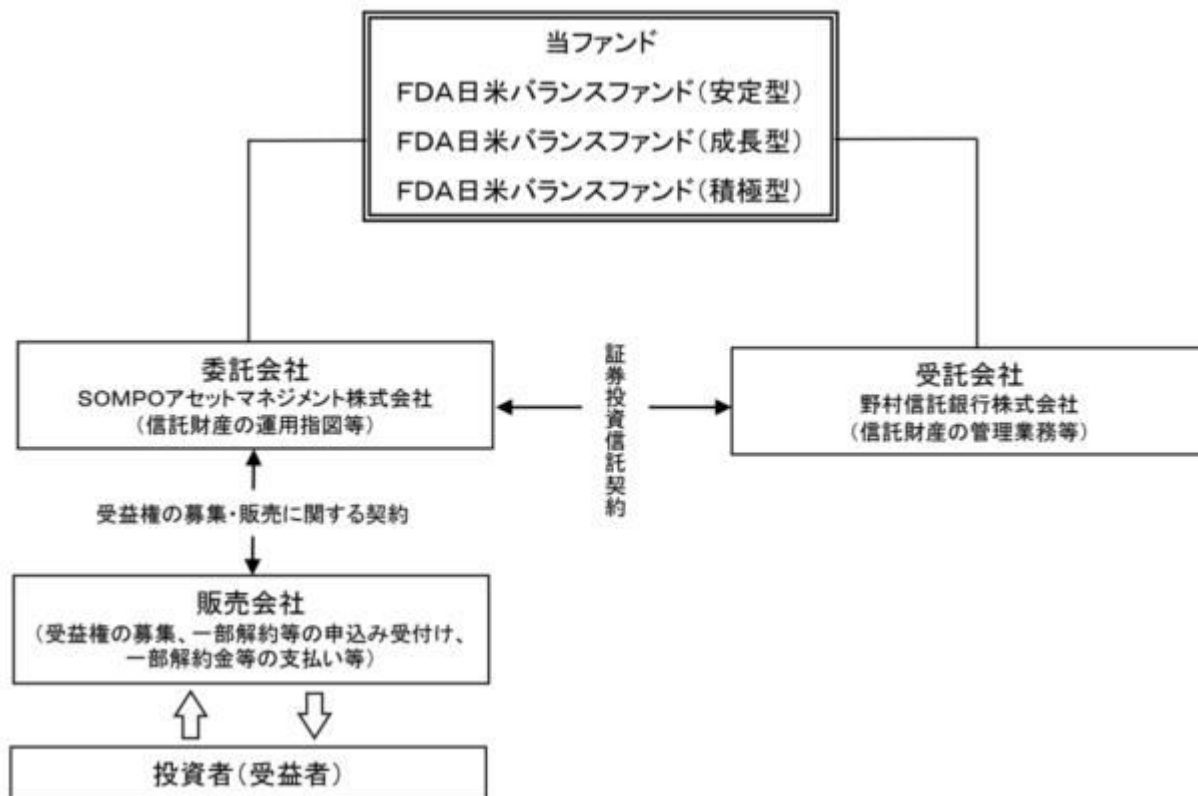 当ファンド
FDA日米バランスファンド(安定型)
FDA日米バランスファンド(成長型)
FDA日米バランスファンド(積極型)
委託会社
SOMPOアセットマネジメント株式会社
(信託財産の運用指図等)
証券投資信託契約
受託会社
野村信託銀行株式会社
(信託財産の管理業務等)
受益権の募集・販売に関する契約
販売会社
(受益権の募集、一部解約等の申込み受付け、
一部解約金等の支払い等)
投資者(受益者)